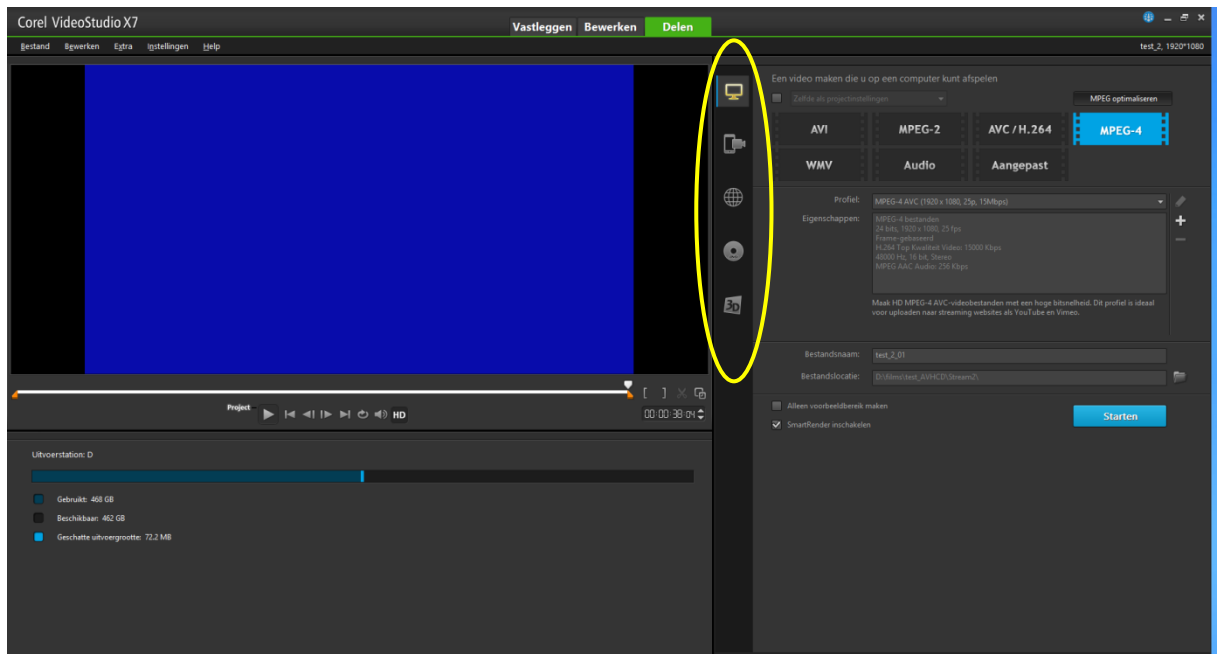 Corel VideoStudio X7
Vastleggen Bewerken Delen
Bestand Bewerken Extra Instellingen Help
test_2, 1920*1080
Een video maken die u op een computer kunt afspelen
Zelfde als projectinstellingen
MPEG optimaliseren
AVI MPEG-2 AVC / H.264 MPEG-4
WMV Audio Aangepast
3D
Profiel: MPEG-4 AVC (1920 x 1080, 25p, 15Mbps)
Eigenschappen: MPEG-4 bestanden
24 bits, 1920 x 1080, 25 fps
Frame-gebaseerd
H.264 Top Kwaliteit Video: 15000 Kbps
48000 Hz, 16 bit, Stereo
MPEG AAC Audio: 256 Kbps
Maak HD MPEG-4 AVC-videobestanden met een hoge bitsnelheid. Dit profiel is ideaal
voor uploaden naar streaming websites als YouTube en Vimeo.
Bestandsnaam: test_2_01
Bestandslocatie: D:\films\test_AVHCD\Stream2\
Alleen voorbeeldbereik maken
SmartRender inschakelen
Starten
Project
HD
00:00:38:04
Uitvoerstation: D
Gebruikt: 468 GB
Beschikbaar: 462 GB
Geschatte uitvoergrootte: 72.2 MB